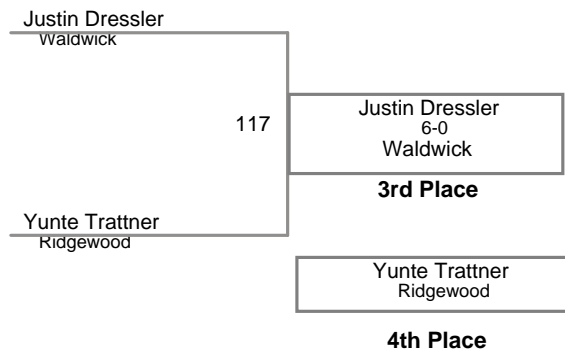 Justin Dressler
Waldwick
117
Justin Dressler
6-0
Waldwick
3rd Place
Yunte Trattner
Ridgewood
Yunte Trattner
Ridgewood
4th Place